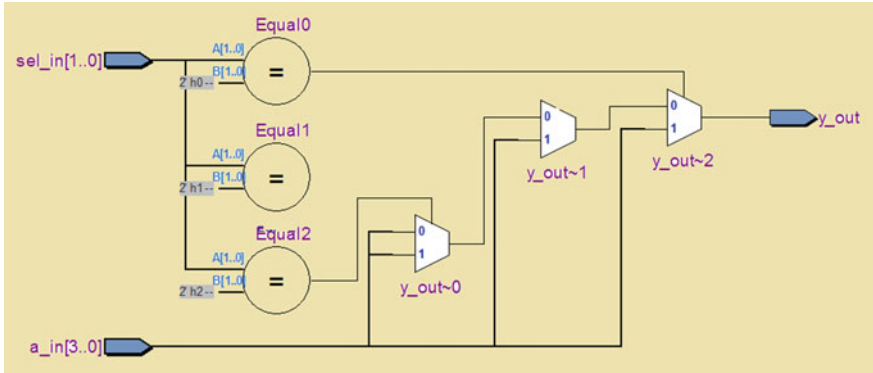 Equal0
sel_in[1..0]
A[1..0]
B[1..0]
2' h0 --
=
0
1
y_out~2
y_out
0
1
y_out~1
Equal1
A[1..0]
B[1..0]
2' h1 --
=
Equal2
A[1..0]
B[1..0]
2' h2 --
=
0
1
y_out~0
a_in[3..0]